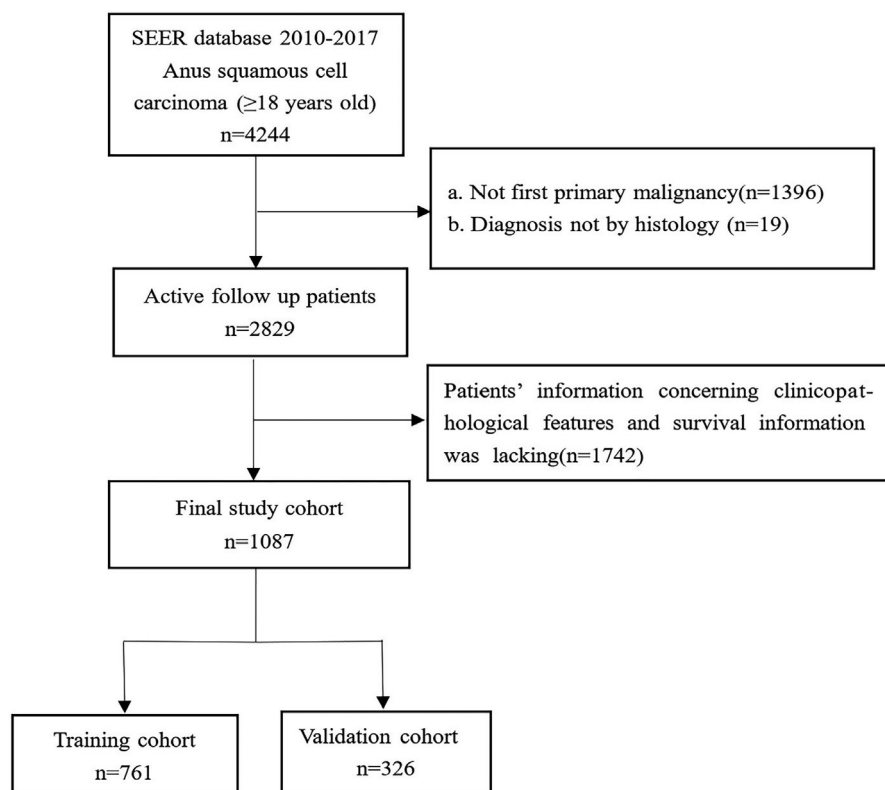 SEER database 2010-2017
Anus squamous cell
carcinoma (≥18 years old)
n=4244
a. Not first primary malignancy(n=1396)
b. Diagnosis not by histology (n=19)
Active follow up patients
n=2829
Patients’ information concerning clinicopat-
hological features and survival information
was lacking(n=1742)
Final study cohort
n=1087
Training cohort
n=761
Validation cohort
n=326